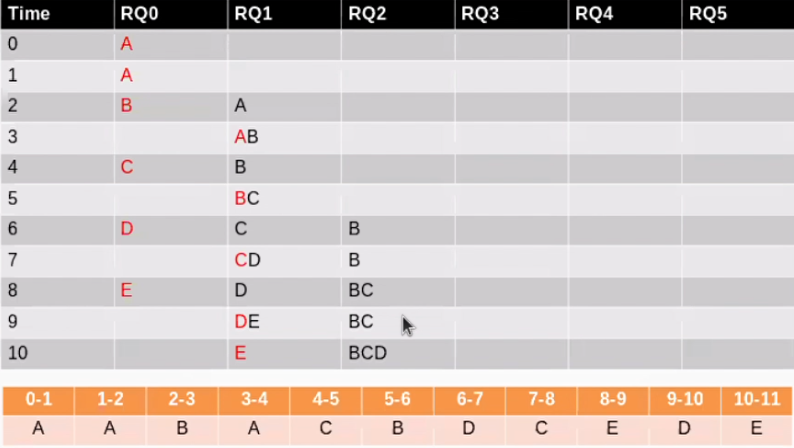 Time RQ0 RQ1 RQ2 RQ3 RQ4 RQ5
0 A
1 A
2 B A
3 AB
4 C B
5 BC
6 D C B
7 CD B
8 E D BC
9 DE BC
10 E BCD
0-1 1-2 2-3 3-4 4-5 5-6 6-7 7-8 8-9 9-10 10-11
A A B A C B D C E D E